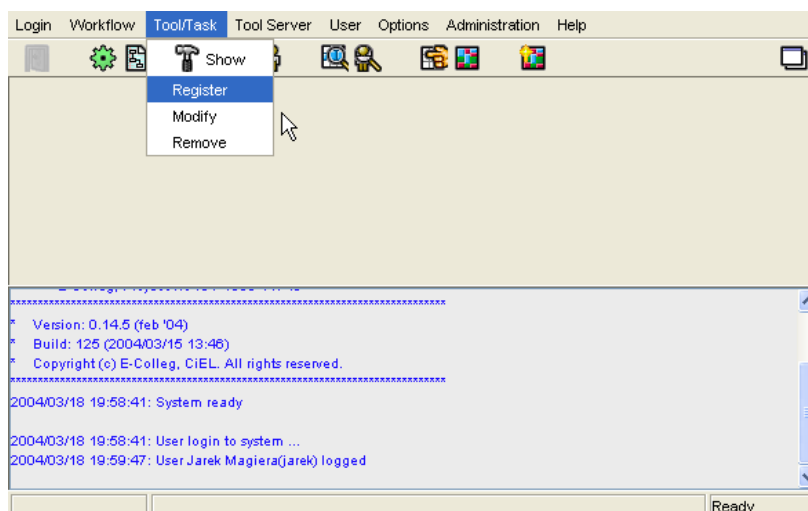 Login Workflow Tool/Task Tool Server User Options Administration Help
Show
Register
Modify
Remove
*******************************************************************************
* Version: 0.14.5 (feb '04)
* Build: 125 (2004/03/15 13:46)
* Copyright (c) E-Colleg, CiEL. All rights reserved.
*******************************************************************************
2004/03/18 19:58:41: System ready
2004/03/18 19:58:41: User login to system ...
2004/03/18 19:59:47: User Jarek Magiera(jarek) logged
Ready